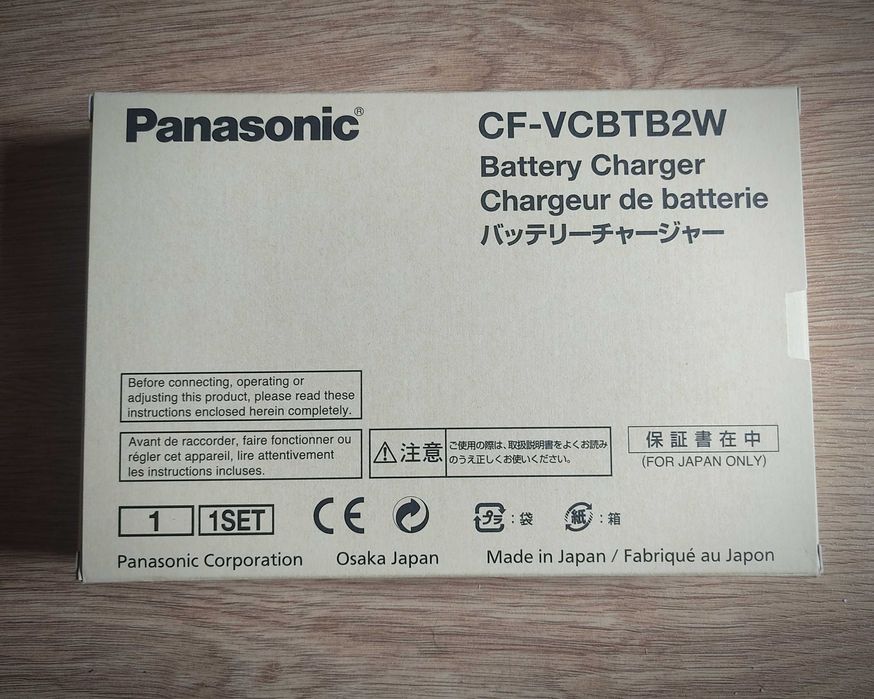 Panasonic®
CF-VCBTB2W
Battery Charger
Chargeur de batterie
バッテリーチャージャー
Before connecting, operating or
adjusting this product, please read these
instructions enclosed herein completely.
Avant de raccorder, faire fonctionner ou
régler cet appareil, lire attentivement
les instructions incluses.
注意
ご使用の際は、取扱説明書をよくお読み
のうえ正しくお使いください。
保証書在中
(FOR JAPAN ONLY)
1 1SET
CE
プラ : 袋
紙 : 箱
Panasonic Corporation Osaka Japan
Made in Japan / Fabriqué au Japon